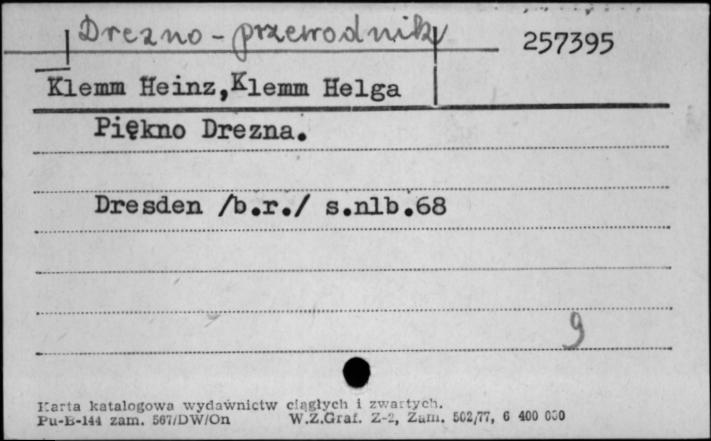 Drezno - przewodniki
257395
Klemm Heinz, Klemm Helga
Piękno Drezna.
Dresden /b.r./ s.nlb.68
9
Karta katalogowa wydawnictw ciągłych i zwartych.
Pu-B-144 zam. 567/DW/On W.Z.Graf. Z-2, Zam. 502/77, 6 400 000